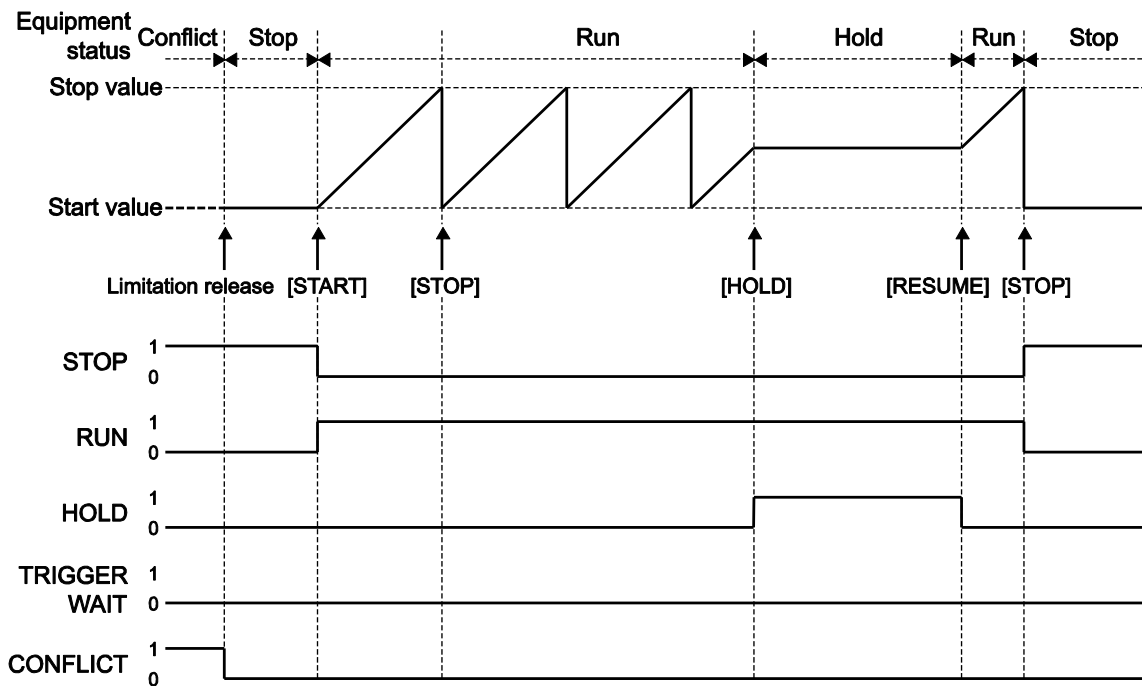 Equipment
status
Conflict Stop Run Hold Run Stop
Stop value
Start value
Limitation release [START] [STOP] [HOLD] [RESUME] [STOP]
STOP 1
0
RUN 1
0
HOLD 1
0
TRIGGER 1
WAIT 0
CONFLICT 1
0